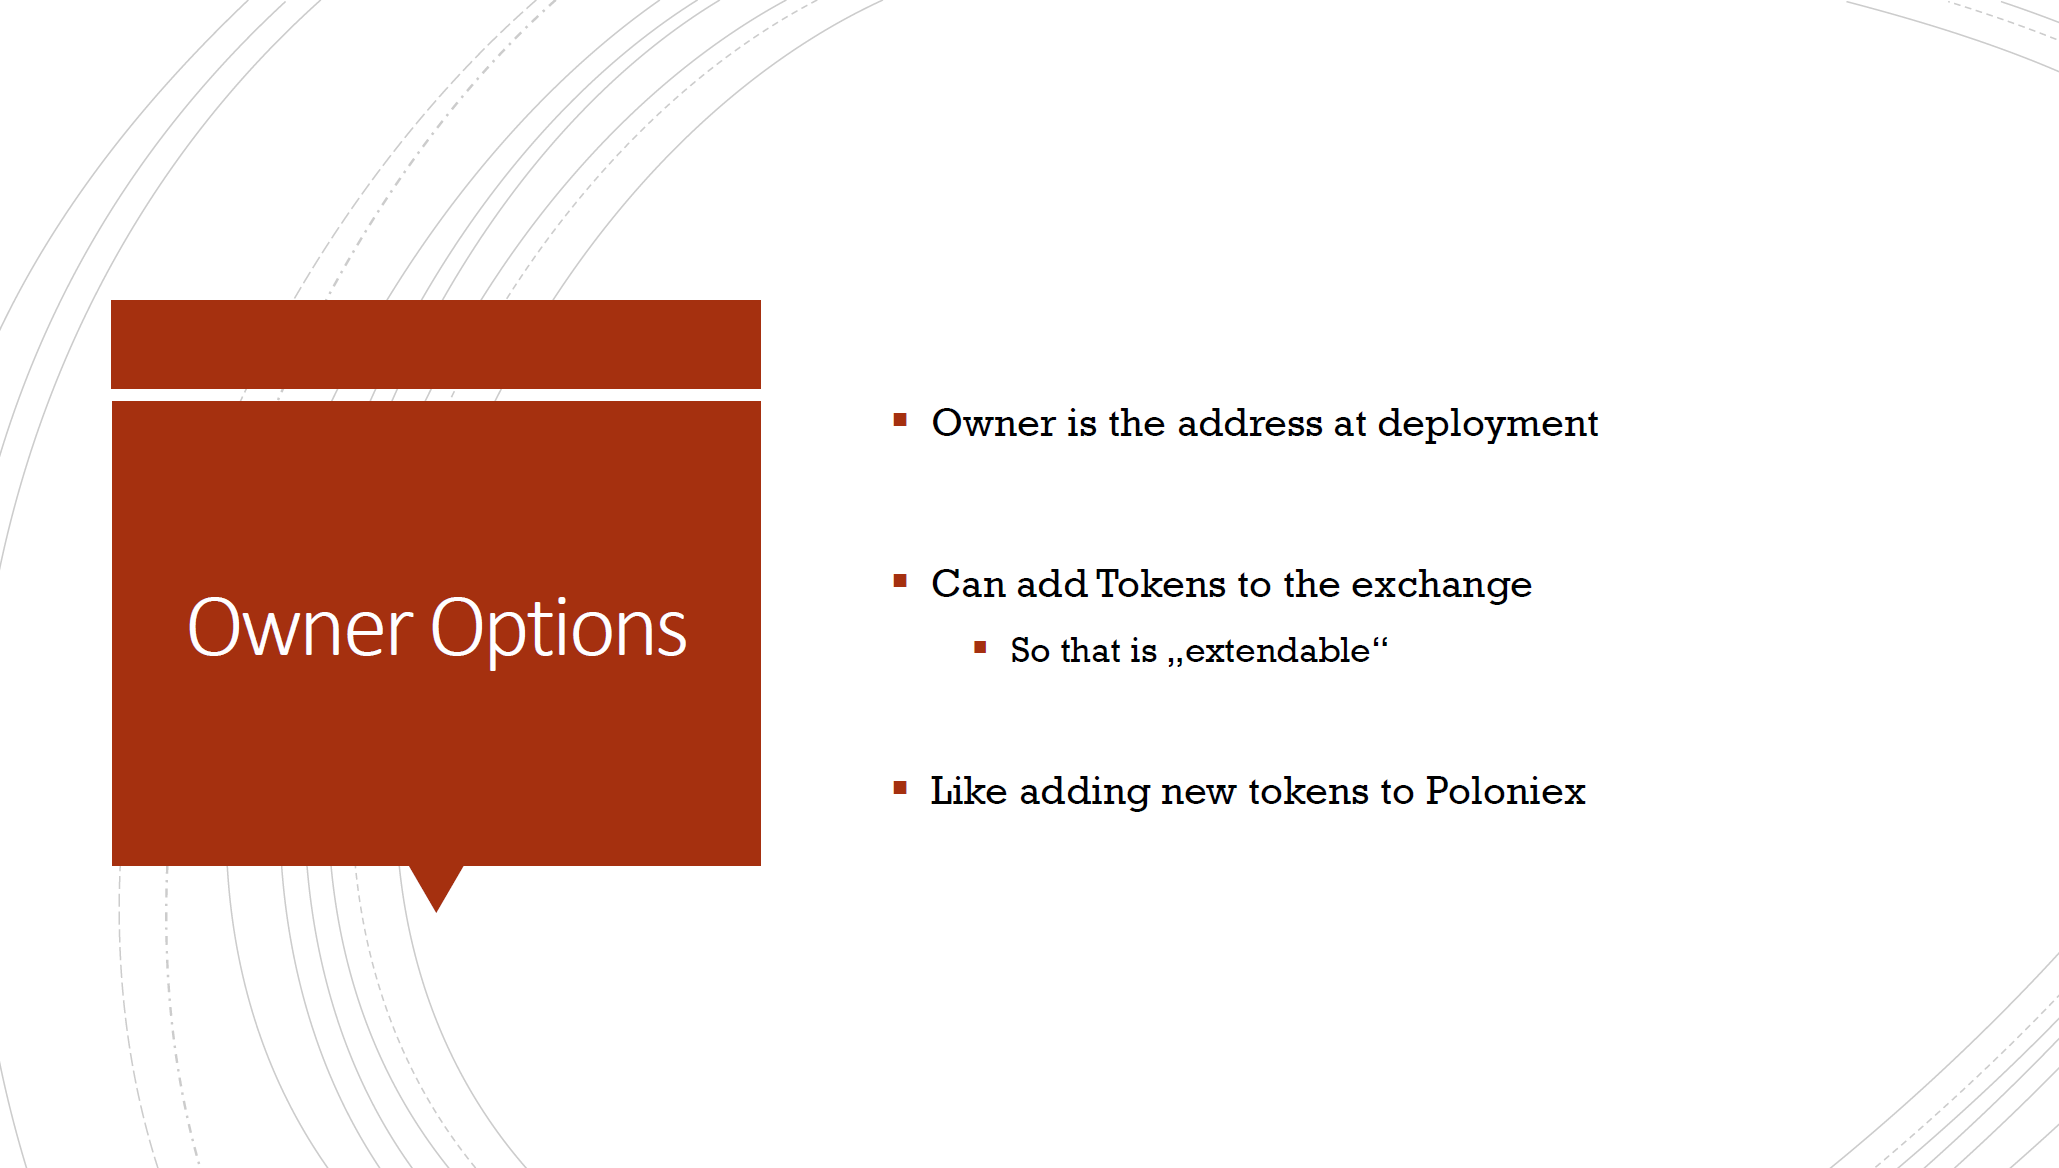 Owner Options
Owner is the address at deployment
Can add Tokens to the exchange
So that is „extendable“
Like adding new tokens to Poloniex